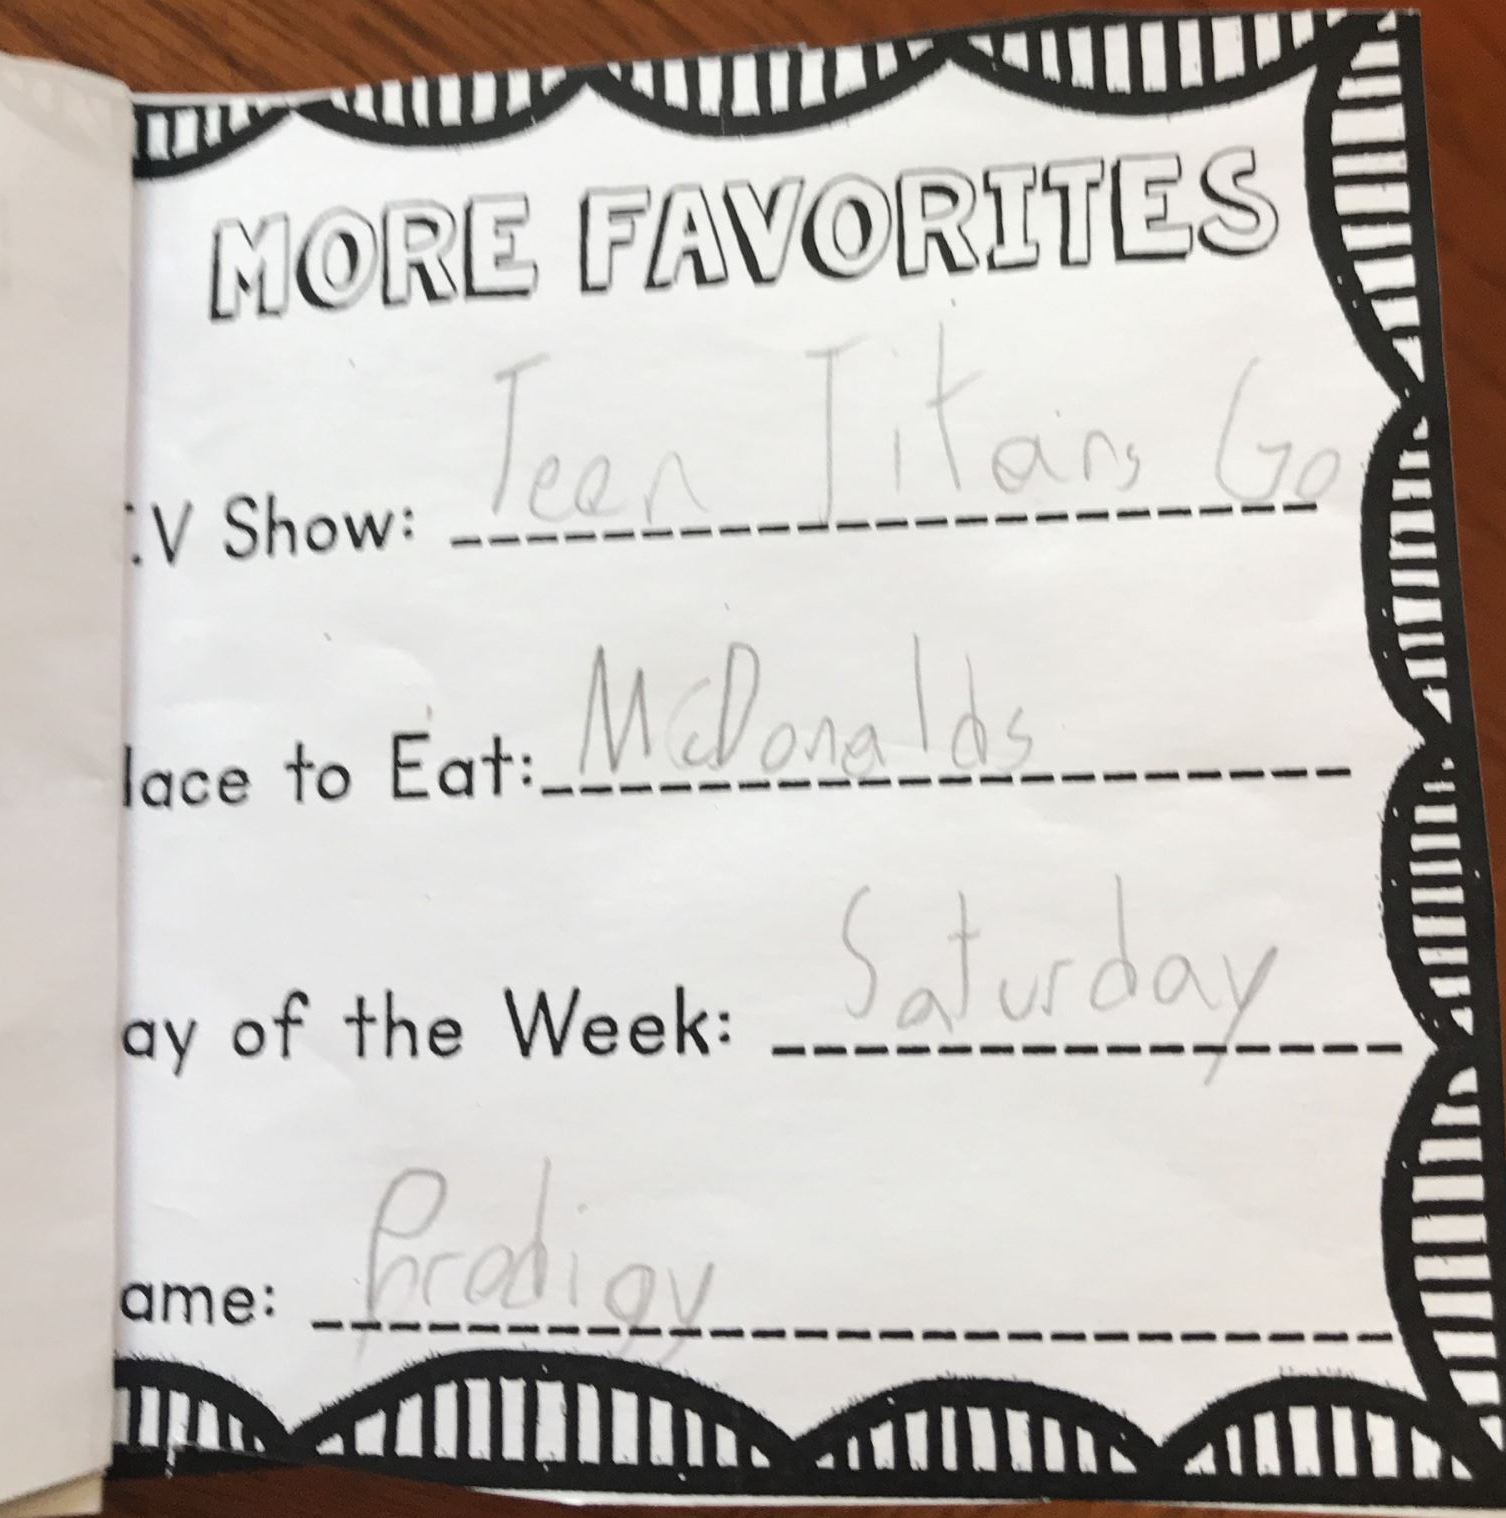 MORE FAVORITES
.V Show: Teen Titans Go
lace to Eat: McDonalds
ay of the Week: Saturday
ame: Prodigy